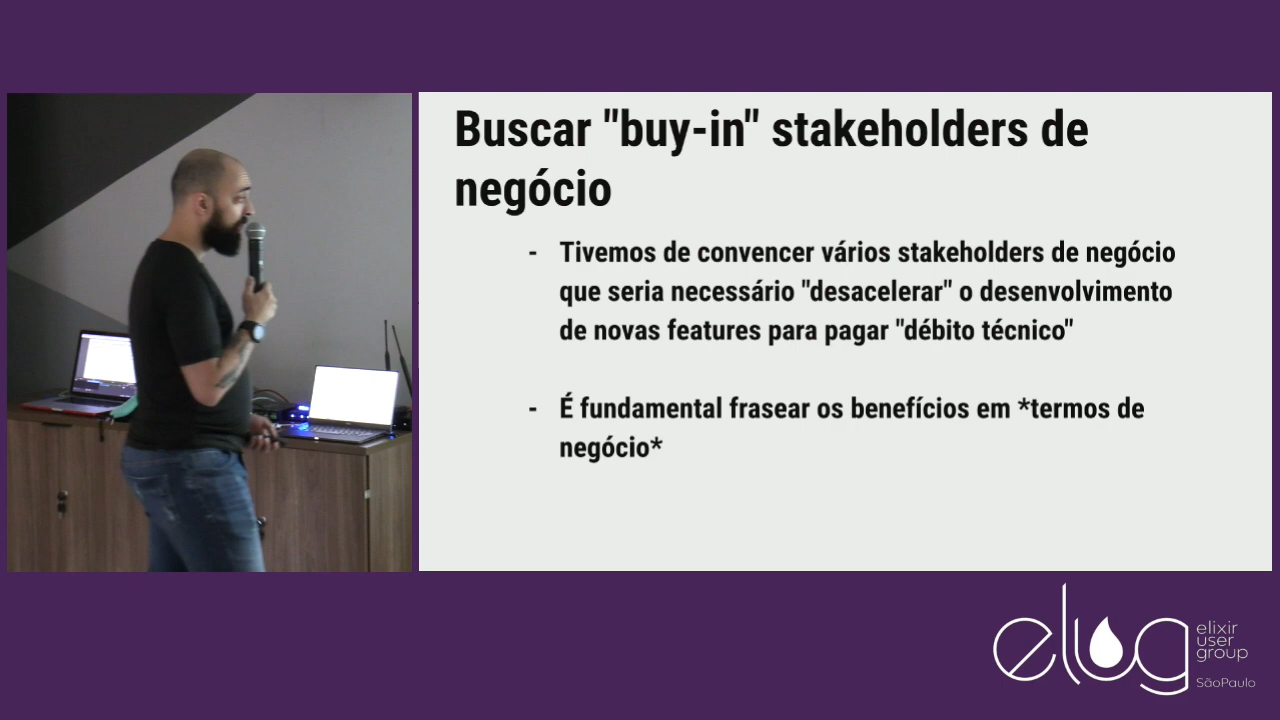 Buscar "buy-in" stakeholders de
negócio
- Tivemos de convencer vários stakeholders de negócio
que seria necessário "desacelerar" o desenvolvimento
de novas features para pagar "débito técnico"
- É fundamental frasear os benefícios em *termos de
negócio*
elug
elixir
user
group
SãoPaulo